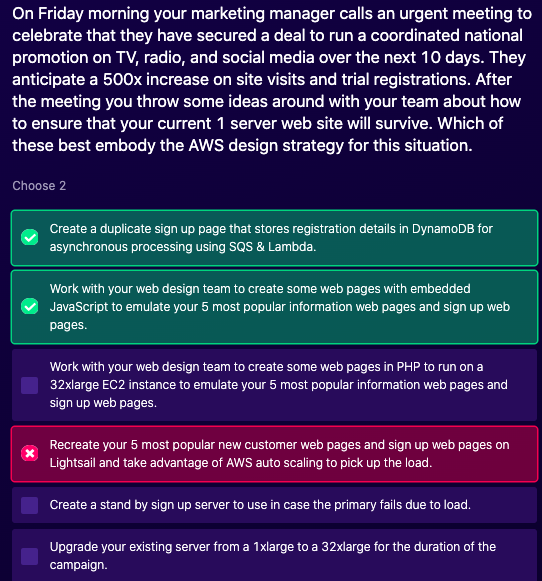 On Friday morning your marketing manager calls an urgent meeting to
celebrate that they have secured a deal to run a coordinated national
promotion on TV, radio, and social media over the next 10 days. They
anticipate a 500x increase on site visits and trial registrations. After
the meeting you throw some ideas around with your team about how
to ensure that your current 1 server web site will survive. Which of
these best embody the AWS design strategy for this situation.
Choose 2
Create a duplicate sign up page that stores registration details in DynamoDB for
asynchronous processing using SQS & Lambda.
Work with your web design team to create some web pages with embedded
JavaScript to emulate your 5 most popular information web pages and sign up web
pages.
Work with your web design team to create some web pages in PHP to run on a
32xlarge EC2 instance to emulate your 5 most popular information web pages and
sign up web pages.
Recreate your 5 most popular new customer web pages and sign up web pages on
Lightsail and take advantage of AWS auto scaling to pick up the load.
Create a stand by sign up server to use in case the primary fails due to load.
Upgrade your existing server from a 1xlarge to a 32xlarge for the duration of the
campaign.